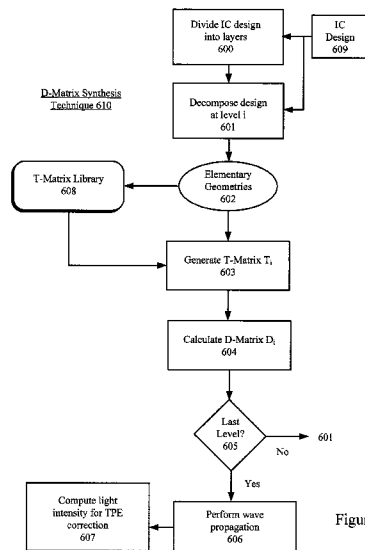 Divide IC design
into layers
600
IC
Design
609
D-Matrix Synthesis
Technique 610
Decompose design
at level i
601
Elementary
Geometries
602
T-Matrix Library
608
Generate T-Matrix Ti
603
Calculate D-Matrix Di
604
Last
Level?
605
601
No
Yes
Compute light
intensity for TPE
correction
607
Perform wave
propagation
606
Figur